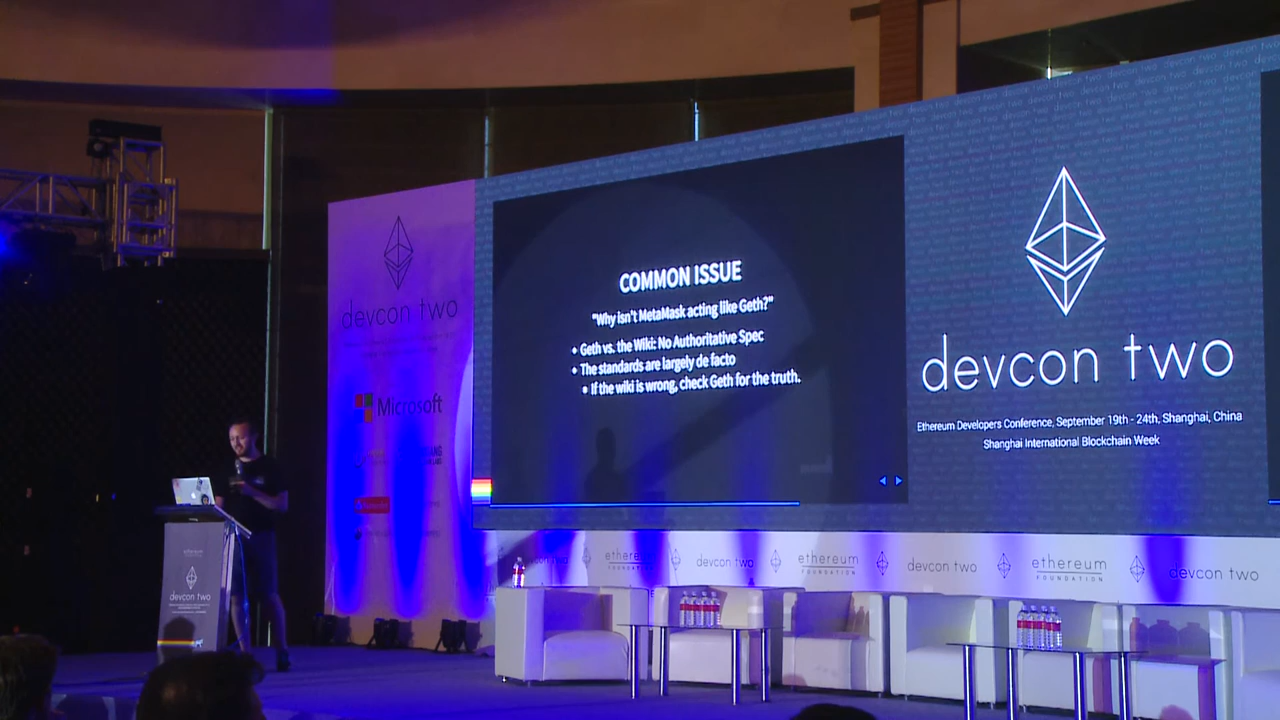 COMMON ISSUE
"Why isn't MetaMask acting like Geth?"
• Geth vs. the Wiki: No Authoritative Spec
• The standards are largely de facto
• If the wiki is wrong, check Geth for the truth.
devcon two
Ethereum Developers Conference, September 19th - 24th, Shanghai, China
Shanghai International Blockchain Week
devcon two
Microsoft
ethereum
devcon two
ethereum
FOUNDATION
devcon two
ethereum
FOUNDATION
devcon two
ethereum
FOUNDATION
devcon two